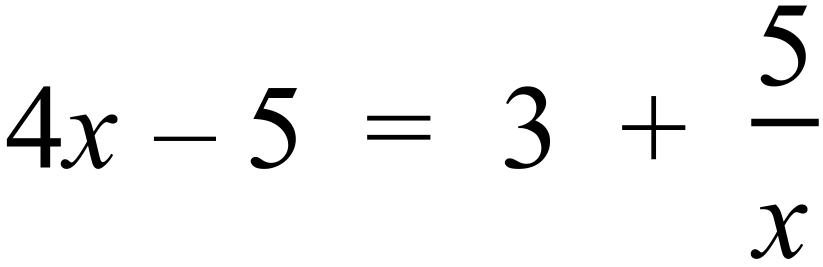 4x − 5 = 3 + 5/x